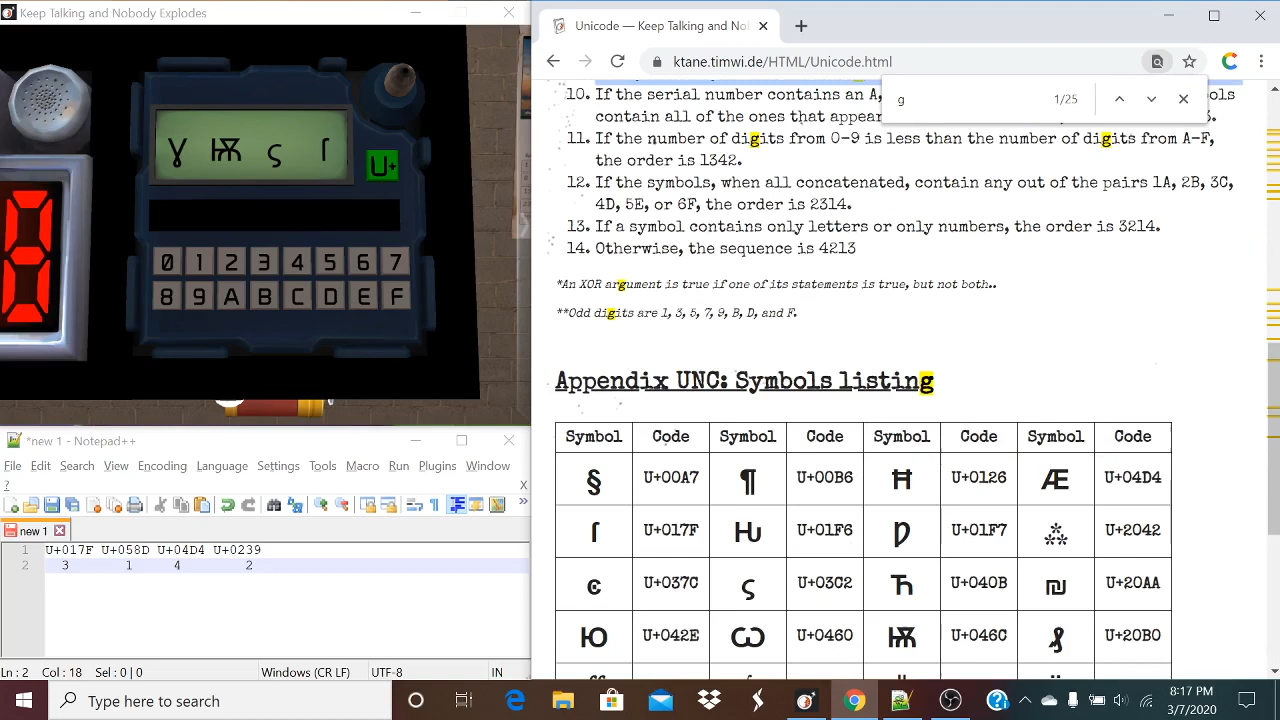 Keep Talking and Nobody Explodes
Ɣ Ѭ ς ſ
U+
0 1 2 3 4 5 6 7
8 9 A B C D E F
*new 1 - Notepad++
File Edit Search View Encoding Language Settings Tools Macro Run Plugins Window
?
X
new 1
1 U+017F U+058D U+04D4 U+0239
2 3 1 4 2
Ln : 2 Col : 18 Sel : 0 | 0 Windows (CR LF) UTF-8 IN
Unicode — Keep Talking and No
ktane.timwi.de/HTML/Unicode.html
g 1/25
10. If the serial number contains an A,
contain all of the ones that appear
11. If the number of digits from 0-9 is less than the number of digits from A-F,
the order is 1342.
12. If the symbols, when all concatenated, contain any out of the pairs 1A, 2B, 3C,
4D, 5E, or 6F, the order is 2314.
13. If a symbol contains only letters or only numbers, the order is 3214.
14. Otherwise, the sequence is 4213
*An XOR argument is true if one of its statements is true, but not both..
**Odd digits are 1, 3, 5, 7, 9, B, D, and F.
Appendix UNC: Symbols listing
Symbol Code Symbol Code Symbol Code Symbol Code
§ U+00A7 ¶ U+00B6 Ħ U+0126 Ӕ U+04D4
ſ U+017F Ƕ U+01F6 Ƿ U+01F7 ⁂ U+2042
ͼ U+037C ς U+03C2 Ћ U+040B ₪ U+20AA
Ю U+042E Ѡ U+0460 Ѭ U+046C ₰ U+20B0
Type here to search
8:17 PM
3/7/2020